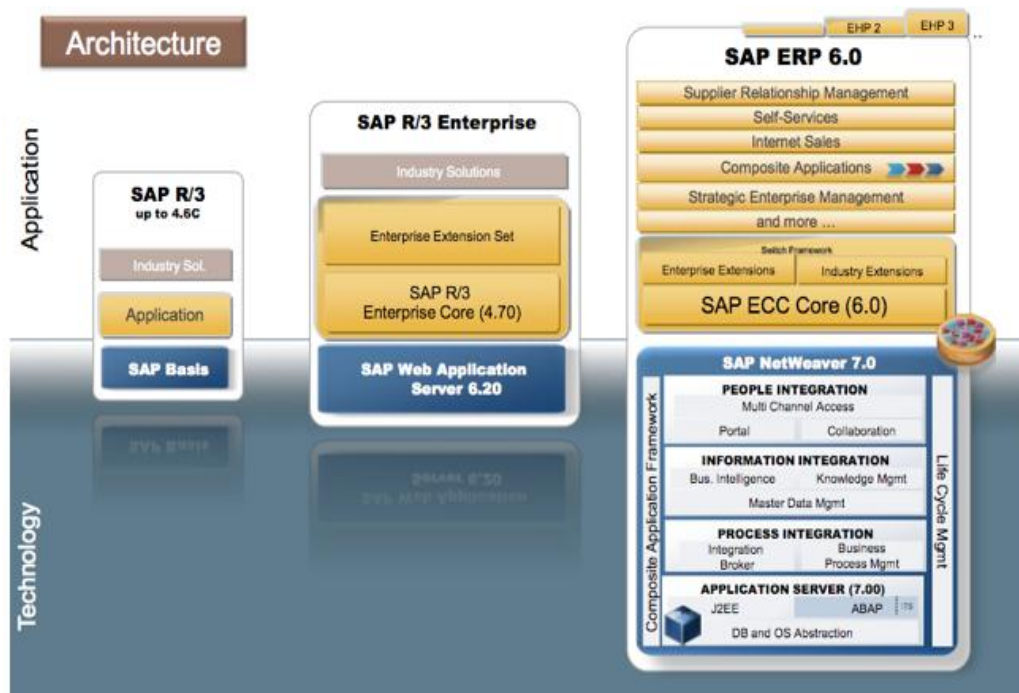 Architecture
Application
Technology
SAP R/3
up to 4.6C
Industry Sol.
Application
SAP Basis
SAP R/3 Enterprise
Industry Solutions
Enterprise Extension Set
SAP R/3
Enterprise Core (4.70)
SAP Web Application
Server 6.20
EHP 2
EHP 3
..
SAP ERP 6.0
Supplier Relationship Management
Self-Services
Internet Sales
Composite Applications
Strategic Enterprise Management
and more ...
Switch Framework
Enterprise Extensions
Industry Extensions
SAP ECC Core (6.0)
SAP NetWeaver 7.0
Composite Application Framework
PEOPLE INTEGRATION
Multi Channel Access
Portal
Collaboration
INFORMATION INTEGRATION
Bus. Intelligence
Knowledge Mgmt
Master Data Mgmt
PROCESS INTEGRATION
Integration
Broker
Business
Process Mgmt
APPLICATION SERVER (7.00)
J2EE
ABAP
DB and OS Abstraction
Life Cycle Mgmt